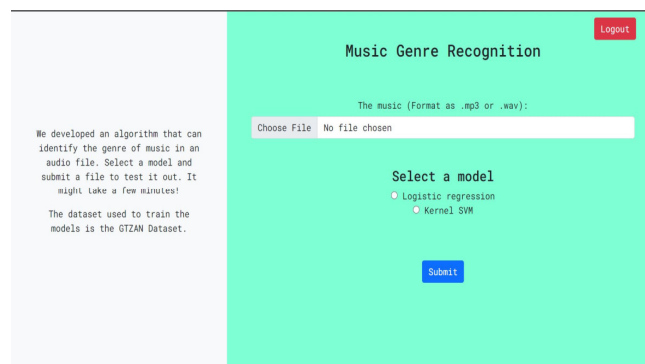 Logout
Music Genre Recognition
The music (Format as .mp3 or .wav):
Choose File No file chosen
We developed an algorithm that can
identify the genre of music in an
audio file. Select a model and
submit a file to test it out. It
might take a few minutes!
The dataset used to train the
models is the GTZAN Dataset.
Select a model
Logistic regression
Kernel SVM
Submit